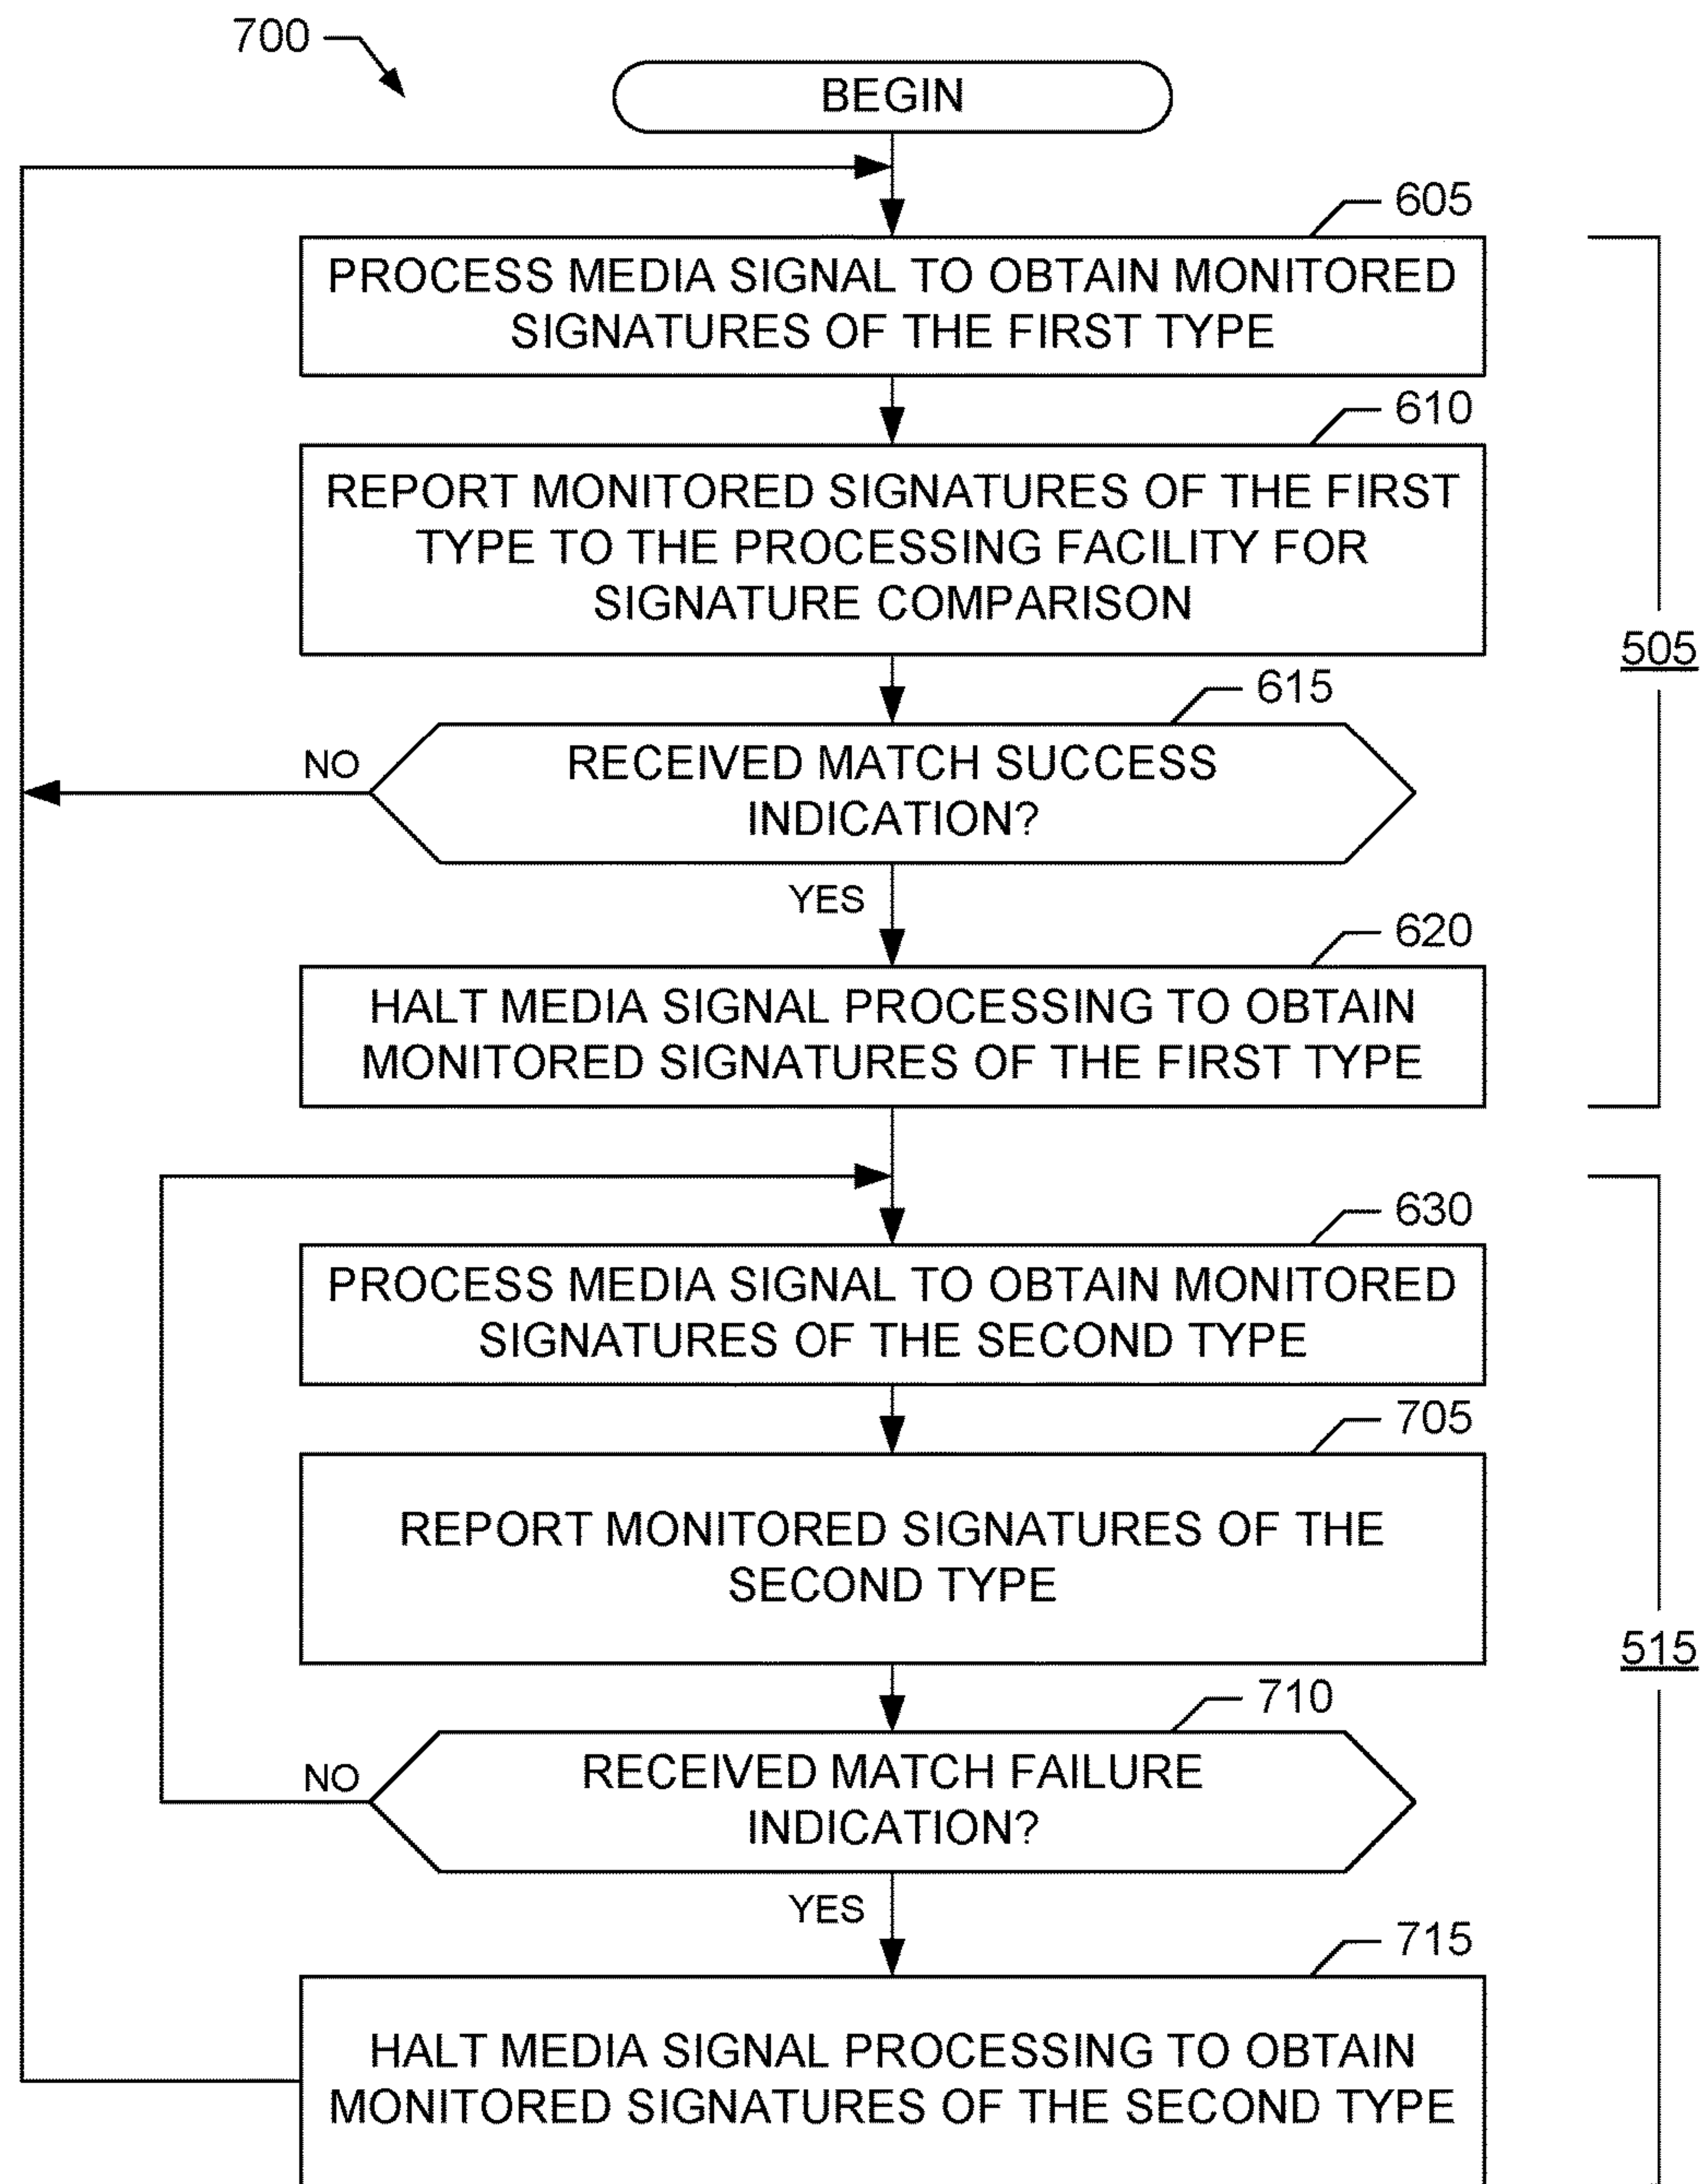 700
BEGIN
605
PROCESS MEDIA SIGNAL TO OBTAIN MONITORED
SIGNATURES OF THE FIRST TYPE
610
REPORT MONITORED SIGNATURES OF THE FIRST
TYPE TO THE PROCESSING FACILITY FOR
SIGNATURE COMPARISON
505
615
NO
RECEIVED MATCH SUCCESS
INDICATION?
YES
620
HALT MEDIA SIGNAL PROCESSING TO OBTAIN
MONITORED SIGNATURES OF THE FIRST TYPE
630
PROCESS MEDIA SIGNAL TO OBTAIN MONITORED
SIGNATURES OF THE SECOND TYPE
705
REPORT MONITORED SIGNATURES OF THE
SECOND TYPE
515
710
NO
RECEIVED MATCH FAILURE
INDICATION?
YES
715
HALT MEDIA SIGNAL PROCESSING TO OBTAIN
MONITORED SIGNATURES OF THE SECOND TYPE